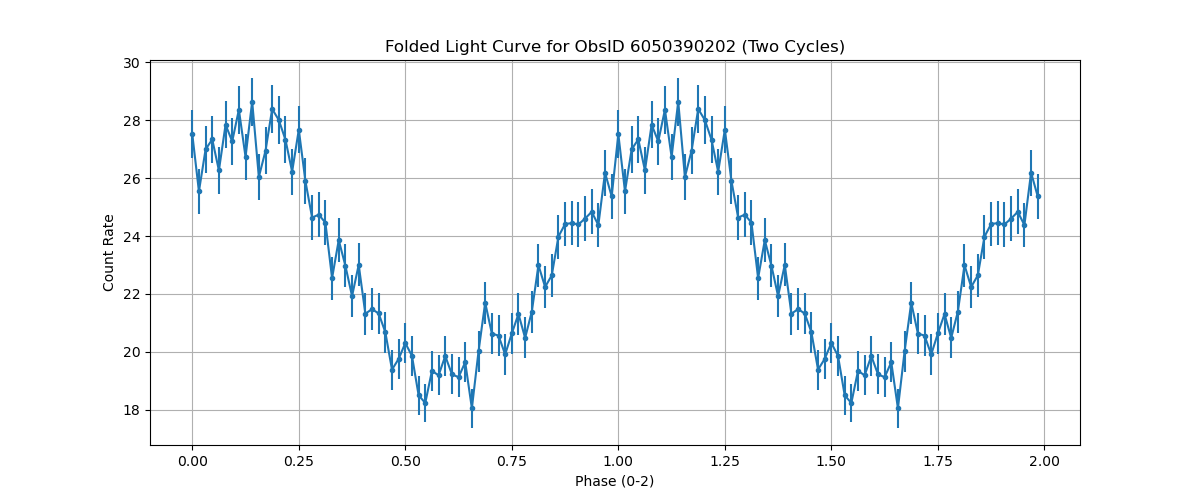 Folded Light Curve for ObsID 6050390202 (Two Cycles)
Count Rate
30
28
26
24
22
20
18
0.00 0.25 0.50 0.75 1.00 1.25 1.50 1.75 2.00
Phase (0-2)